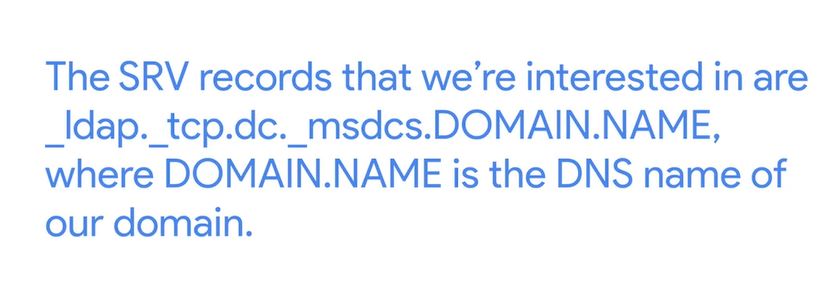 The SRV records that we’re interested in are
_ldap._tcp.dc._msdcs.DOMAIN.NAME,
where DOMAIN.NAME is the DNS name of
our domain.